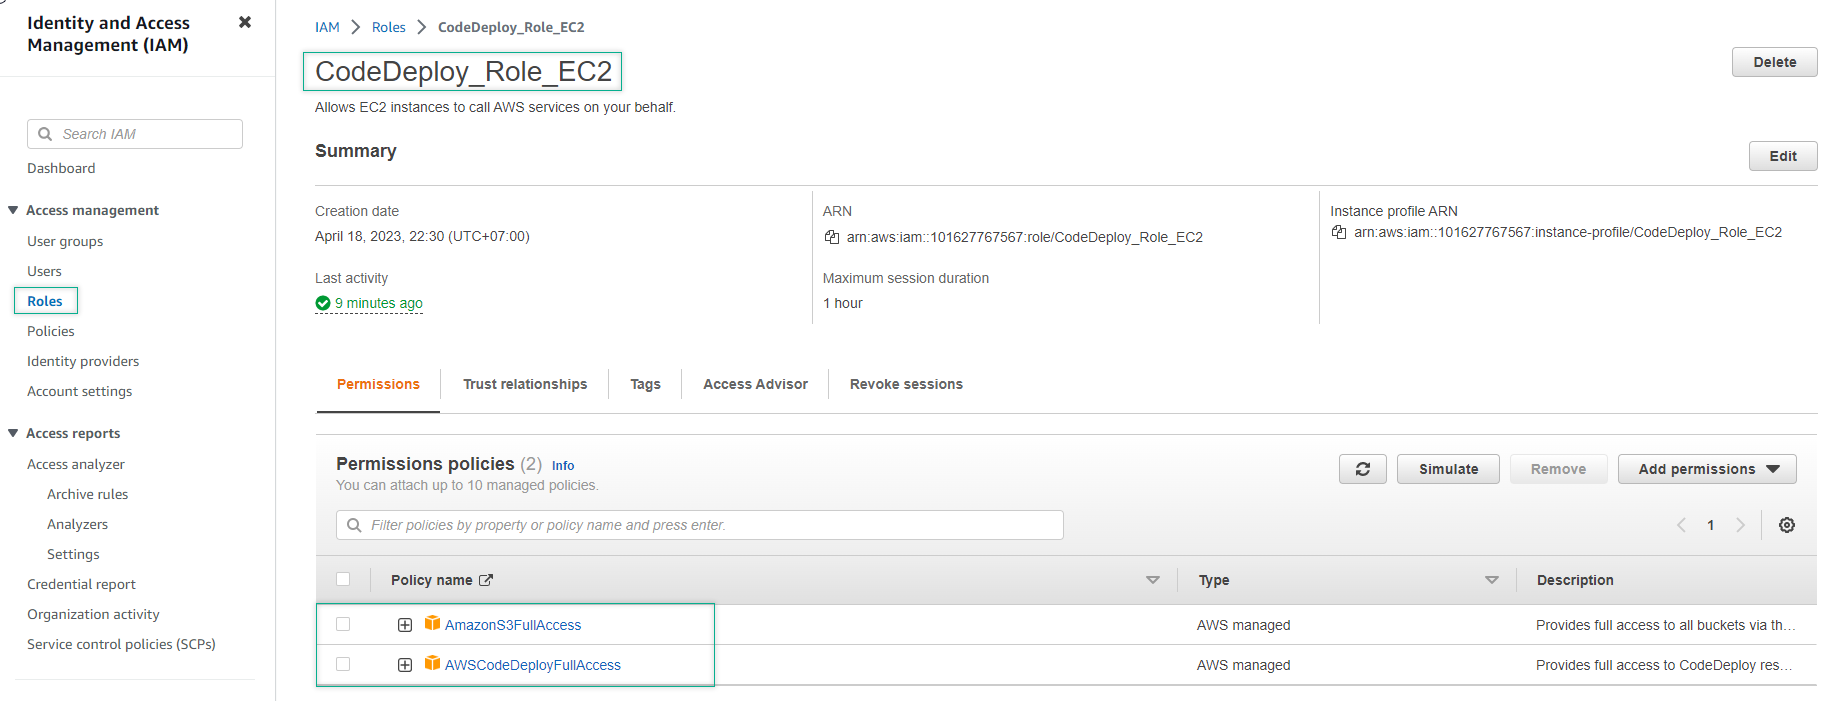 Identity and Access
Management (IAM)
Search IAM
Dashboard
Access management
User groups
Users
Roles
Policies
Identity providers
Account settings
Access reports
Access analyzer
Archive rules
Analyzers
Settings
Credential report
Organization activity
Service control policies (SCPs)
IAM > Roles > CodeDeploy_Role_EC2
CodeDeploy_Role_EC2
Delete
Allows EC2 instances to call AWS services on your behalf.
Summary
Edit
Creation date
April 18, 2023, 22:30 (UTC+07:00)
Last activity
9 minutes ago
ARN
arn:aws:iam::101627767567:role/CodeDeploy_Role_EC2
Maximum session duration
1 hour
Instance profile ARN
arn:aws:iam::101627767567:instance-profile/CodeDeploy_Role_EC2
Permissions Trust relationships Tags Access Advisor Revoke sessions
Permissions policies (2) Info
You can attach up to 10 managed policies.
Simulate Remove Add permissions
Filter policies by property or policy name and press enter.
1
Policy name Type Description
AmazonS3FullAccess AWS managed Provides full access to all buckets via th...
AWSCodeDeployFullAccess AWS managed Provides full access to CodeDeploy res...